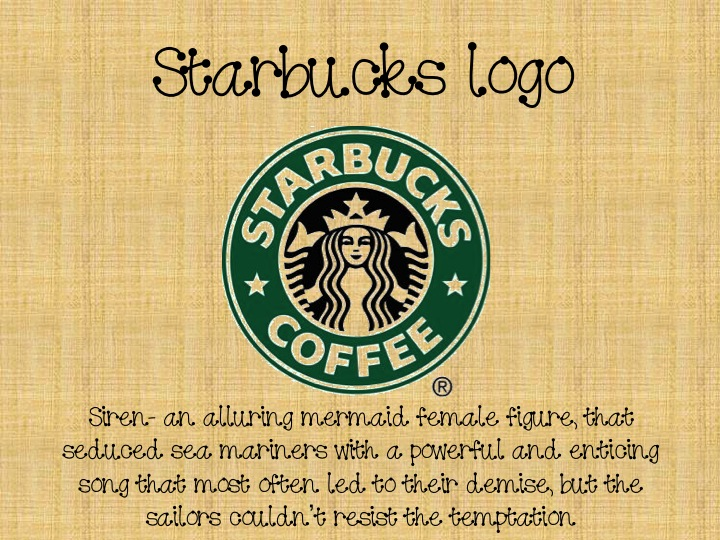 Starbucks logo
STARBUCKS
COFFEE
®
Siren- an alluring mermaid female figure, that
seduced sea mariners with a powerful and enticing
song that most often led to their demise, but the
sailors couldn't resist the temptation.